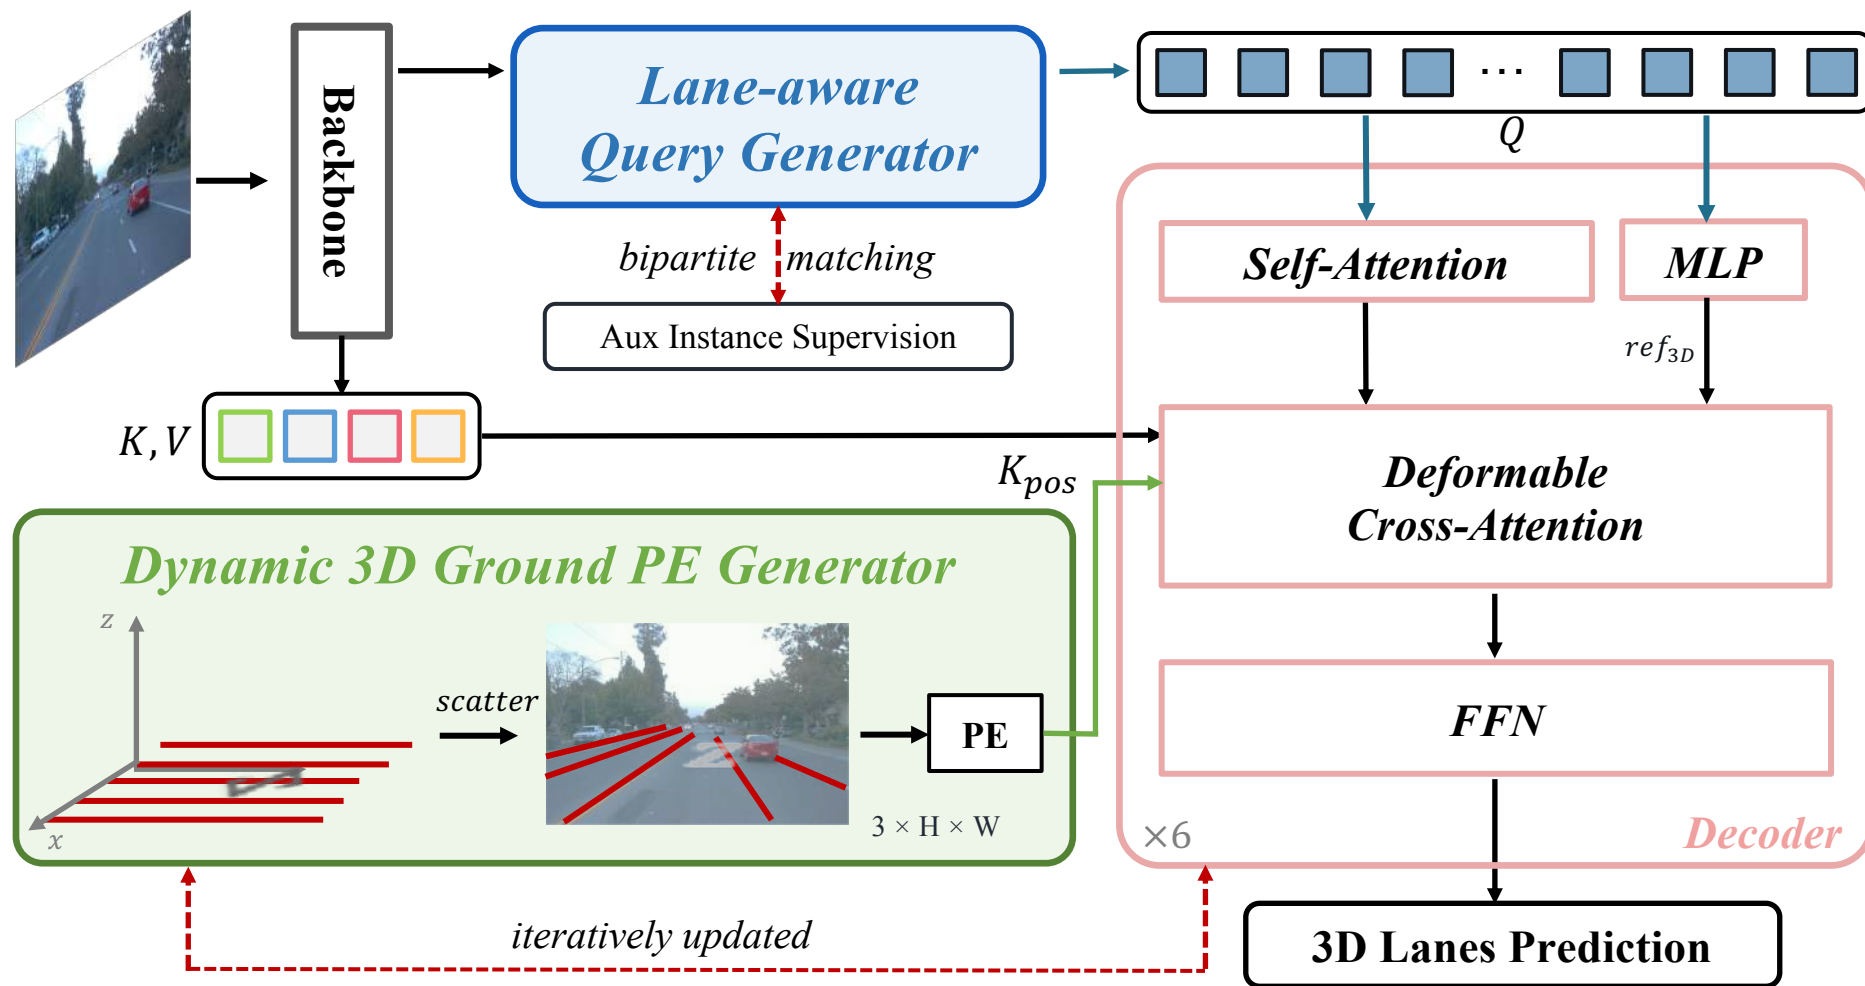 Backbone
Lane-aware
Query Generator
...
Q
bipartite matching
Aux Instance Supervision
Self-Attention
MLP
ref3D
K, V
Kpos
Deformable
Cross-Attention
Dynamic 3D Ground PE Generator
z
x
scatter
PE
3 × H × W
FFN
×6
Decoder
iteratively updated
3D Lanes Prediction